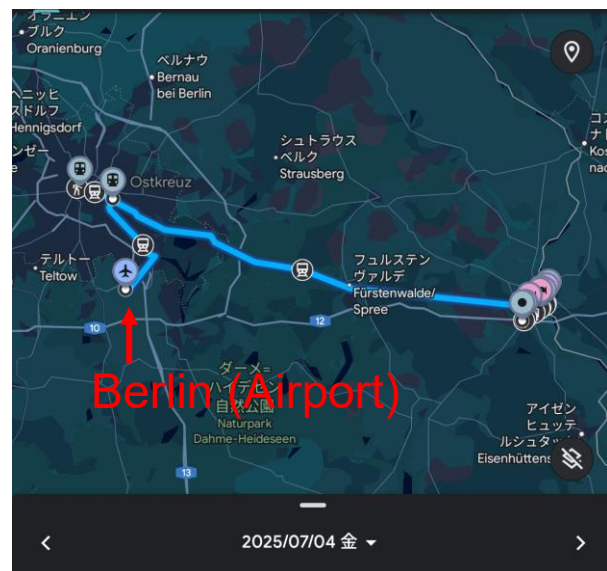 オラニエン
ブルク
Oranienburg
ベルナウ
Bernau
bei Berlin
ヘニッヒ
スドルフ
Hennigsdorf
シュトラウス
ベルク
Strausberg
Ostkreuz
テルトー
Teltow
フュルステン
ヴァルデ
Fürstenwalde/
Spree
10
12
Berlin (Airport)
ダーメ=
ハイデゼン
自然公園
Naturpark
Dahme-Heideseen
アイゼン
ヒュッテ
13
2025/07/04 金